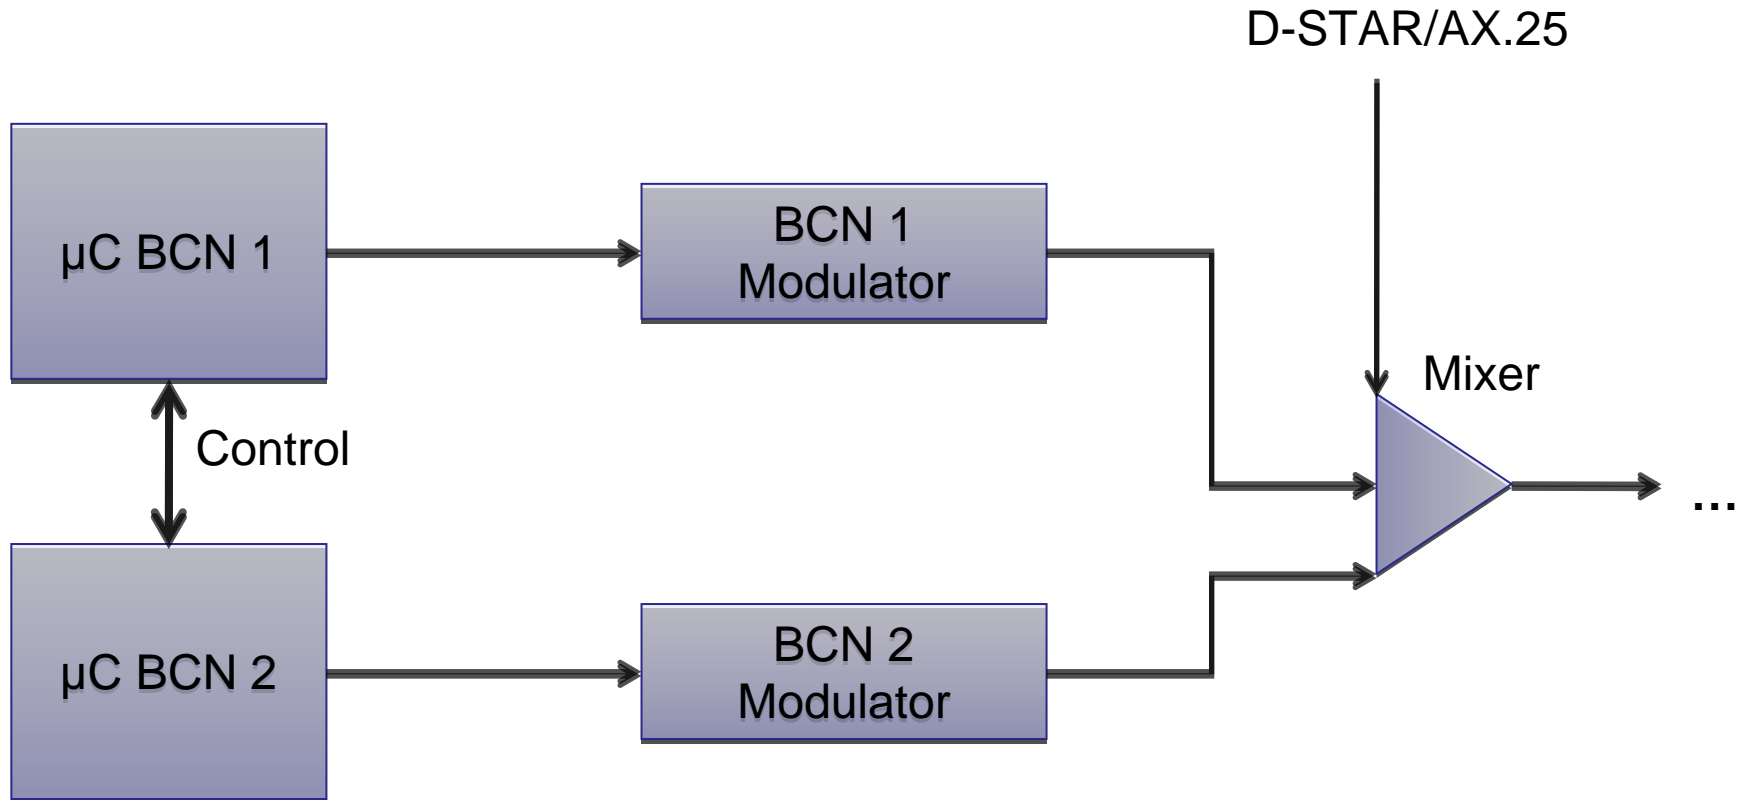 D-STAR/AX.25
µC BCN 1
BCN 1
Modulator
Mixer
Control
...
µC BCN 2
BCN 2
Modulator